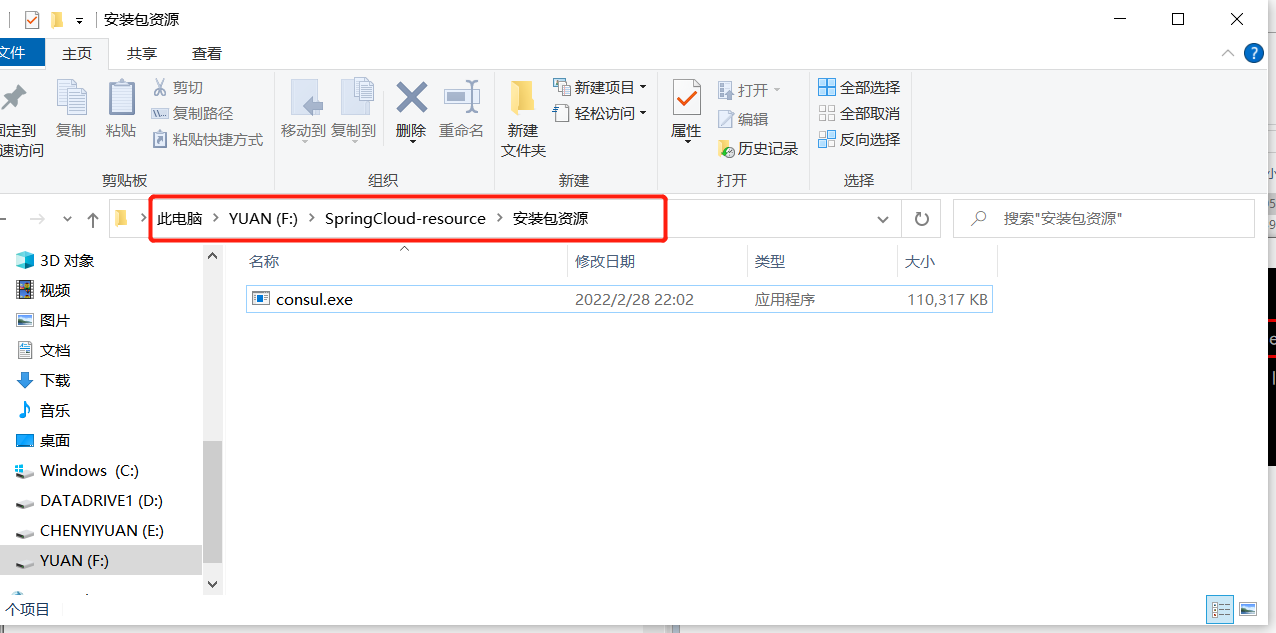 安装包资源
文件 主页 共享 查看
剪切
复制路径
粘贴快捷方式
固定到
快速访问
复制
粘贴
剪贴板
移动到
复制到
删除
重命名
组织
新建
文件夹
新建项目
轻松访问
新建
属性
打开
编辑
历史记录
打开
全部选择
全部取消
反向选择
选择
此电脑 > YUAN (F:) > SpringCloud-resource > 安装包资源
搜索"安装包资源"
名称 修改日期 类型 大小
consul.exe 2022/2/28 22:02 应用程序 110,317 KB
3D 对象
视频
图片
文档
下载
音乐
桌面
Windows (C:)
DATADRIVE1 (D:)
CHENYIYUAN (E:)
YUAN (F:)
个项目